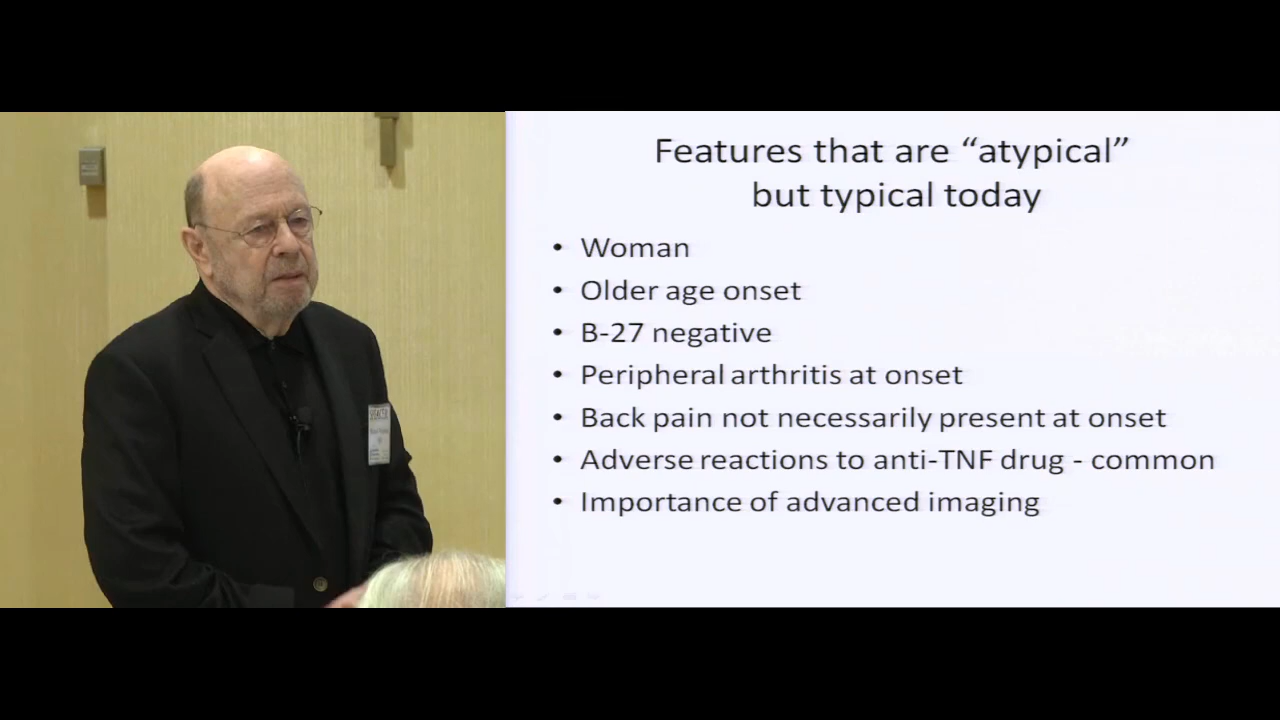 Features that are “atypical”
but typical today
• Woman
• Older age onset
• B-27 negative
• Peripheral arthritis at onset
• Back pain not necessarily present at onset
• Adverse reactions to anti-TNF drug - common
• Importance of advanced imaging